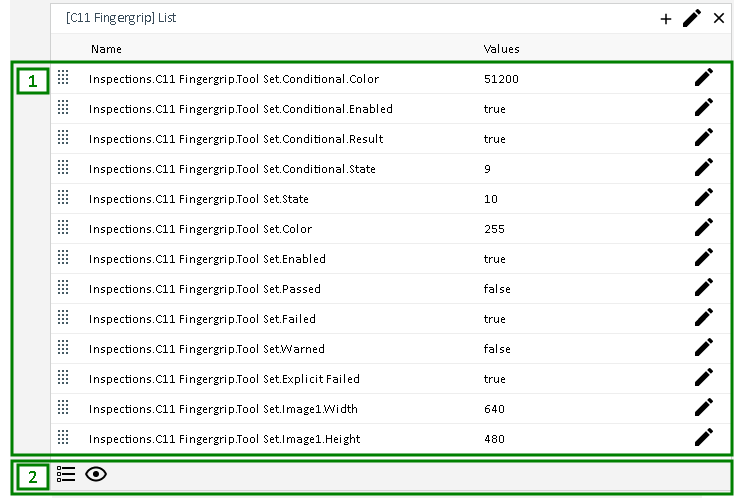 [C11 Fingergrip] List
Name Values
1
Inspections.C11 Fingergrip.Tool Set.Conditional.Color 51200
Inspections.C11 Fingergrip.Tool Set.Conditional.Enabled true
Inspections.C11 Fingergrip.Tool Set.Conditional.Result true
Inspections.C11 Fingergrip.Tool Set.Conditional.State 9
Inspections.C11 Fingergrip.Tool Set.State 10
Inspections.C11 Fingergrip.Tool Set.Color 255
Inspections.C11 Fingergrip.Tool Set.Enabled true
Inspections.C11 Fingergrip.Tool Set.Passed false
Inspections.C11 Fingergrip.Tool Set.Failed true
Inspections.C11 Fingergrip.Tool Set.Warned false
Inspections.C11 Fingergrip.Tool Set.Explicit Failed true
Inspections.C11 Fingergrip.Tool Set.Image1.Width 640
Inspections.C11 Fingergrip.Tool Set.Image1.Height 480
2